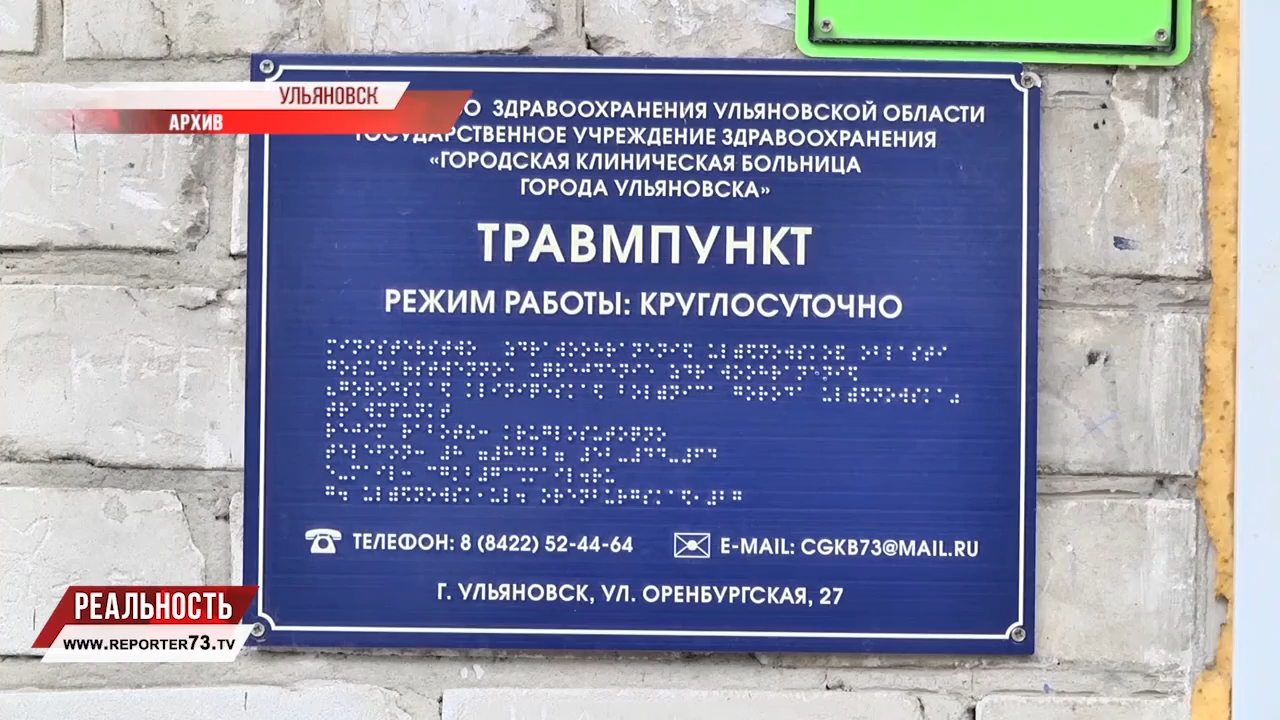 УЛЬЯНОВСК
АРХИВ
ЗДРАВООХРАНЕНИЯ УЛЬЯНОВСКОЙ ОБЛАСТИ
ГОСУДАРСТВЕННОЕ УЧРЕЖДЕНИЕ ЗДРАВООХРАНЕНИЯ
«ГОРОДСКАЯ КЛИНИЧЕСКАЯ БОЛЬНИЦА
ГОРОДА УЛЬЯНОВСКА»
ТРАВМПУНКТ
РЕЖИМ РАБОТЫ: КРУГЛОСУТОЧНО
ТЕЛЕФОН: 8 (8422) 52-44-64
E-MAIL: CGKB73@MAIL.RU
Г. УЛЬЯНОВСК, УЛ. ОРЕНБУРГСКАЯ, 27
РЕАЛЬНОСТЬ
WWW.REPORTER73.TV